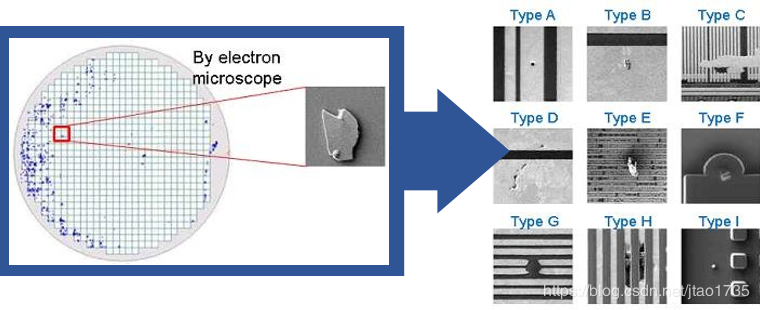 Type A Type B Type C
By electron
microscope
Type D Type E Type F
Type G Type H Type I
https://blog.csdn.net/jtao1735